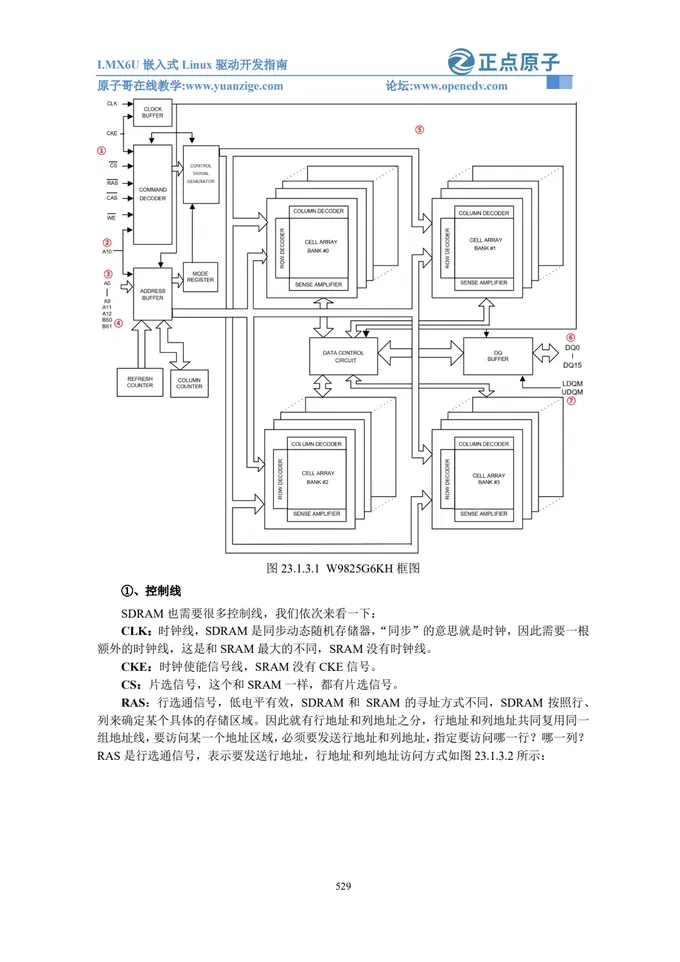 I.MX6U 嵌入式 Linux 驱动开发指南
正点原子
原子哥在线教学:www.yuanzige.com
论坛:www.openedv.com
CLK
CLOCK
BUFFER
CKE
⑤
①
CS
RAS
CAS
WE
COMMAND
DECODER
CONTROL
SIGNAL
GENERATOR
②
A10
③
A0
A9
A11
A12
BS0
BS1
④
ADDRESS
BUFFER
MODE
REGISTER
REFRESH
COUNTER
COLUMN
COUNTER
COLUMN DECODER
ROW DECODER
CELL ARRAY
BANK #0
SENSE AMPLIFIER
COLUMN DECODER
ROW DECODER
CELL ARRAY
BANK #1
SENSE AMPLIFIER
DATA CONTROL
CIRCUIT
DQ
BUFFER
⑥
DQ0
DQ15
LDQM
UDQM
⑦
COLUMN DECODER
ROW DECODER
CELL ARRAY
BANK #2
SENSE AMPLIFIER
COLUMN DECODER
ROW DECODER
CELL ARRAY
BANK #3
SENSE AMPLIFIER
图 23.1.3.1 W9825G6KH 框图
①、控制线
SDRAM 也需要很多控制线，我们依次来看一下：
CLK：时钟线，SDRAM 是同步动态随机存储器，“同步”的意思就是时钟，因此需要一根
额外的时钟线，这是和 SRAM 最大的不同，SRAM 没有时钟线。
CKE：时钟使能信号线，SRAM 没有 CKE 信号。
CS：片选信号，这个和 SRAM 一样，都有片选信号。
RAS：行选通信号，低电平有效，SDRAM 和 SRAM 的寻址方式不同，SDRAM 按照行、
列来确定某个具体的存储区域。因此就有行地址和列地址之分，行地址和列地址共同复用同一
组地址线，要访问某一个地址区域，必须要发送行地址和列地址，指定要访问哪一行？哪一列？
RAS 是行选通信号，表示要发送行地址，行地址和列地址访问方式如图 23.1.3.2 所示：
529